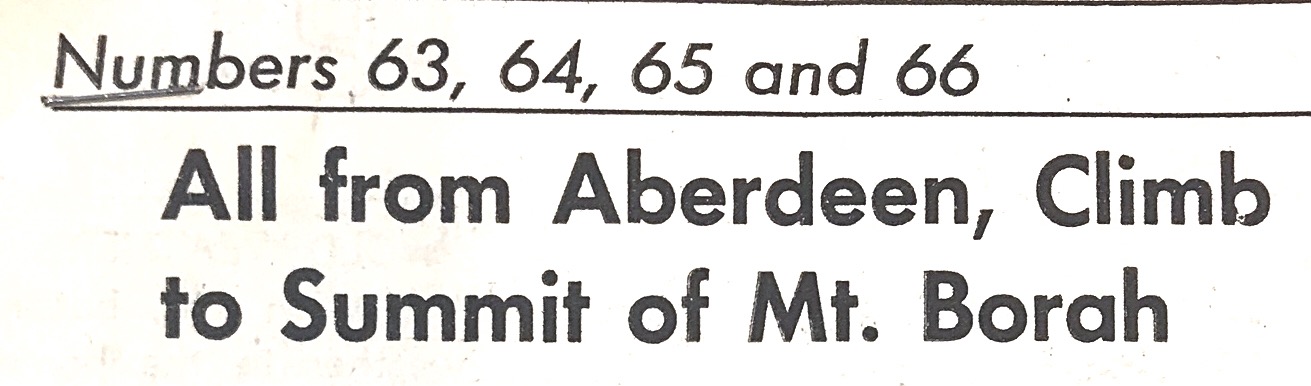 Numbers 63, 64, 65 and 66
All from Aberdeen, Climb
to Summit of Mt. Borah